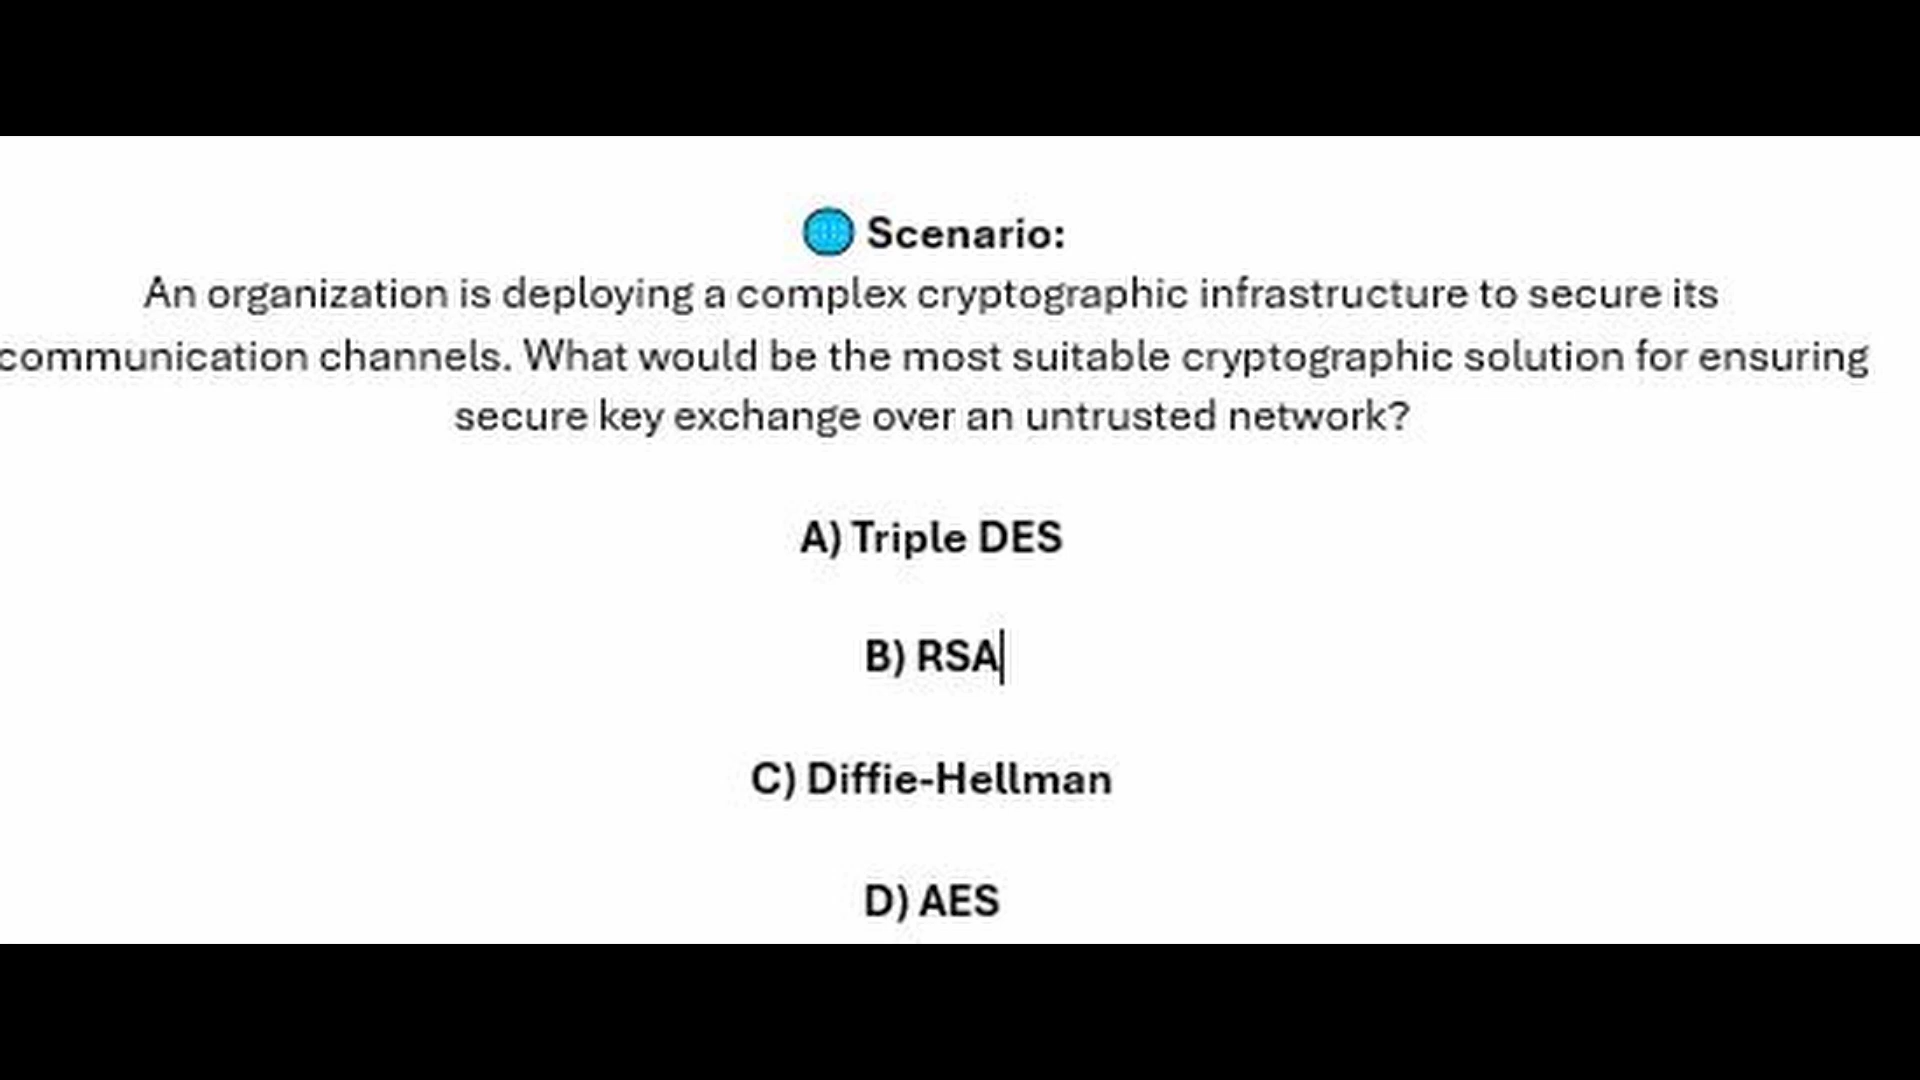 Scenario:
An organization is deploying a complex cryptographic infrastructure to secure its
communication channels. What would be the most suitable cryptographic solution for ensuring
secure key exchange over an untrusted network?
A) Triple DES
B) RSA
C) Diffie-Hellman
D) AES